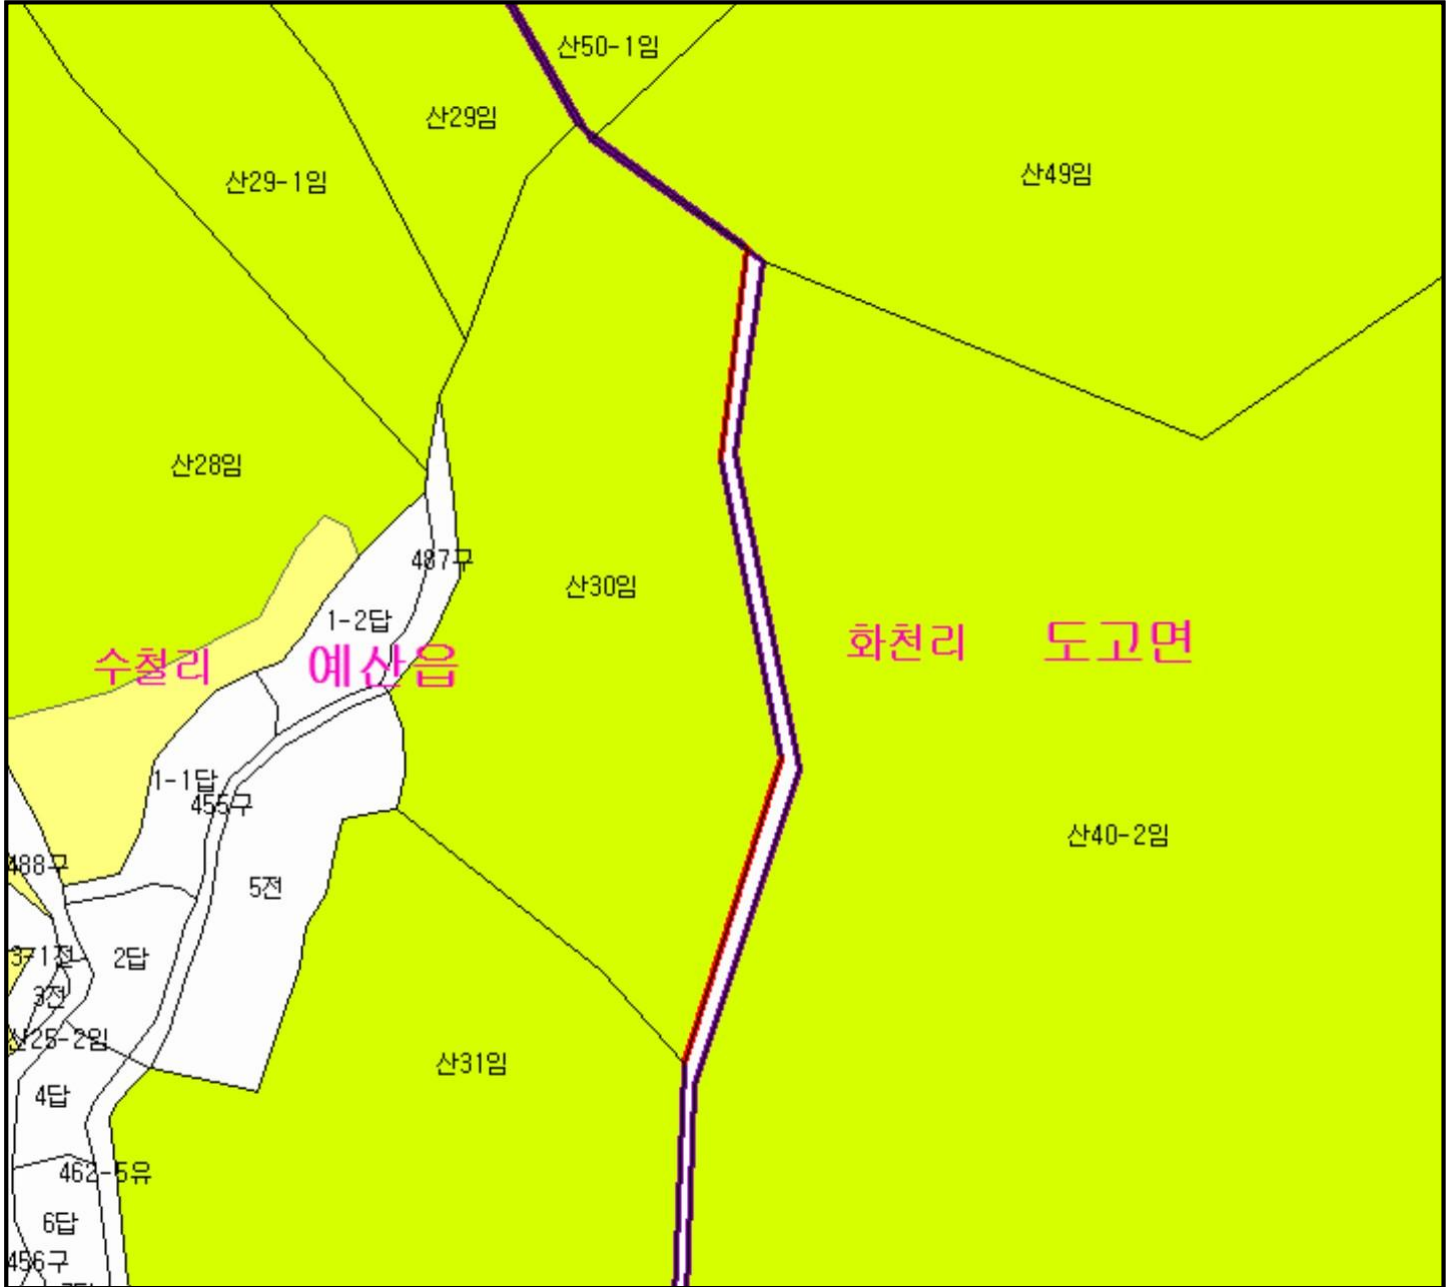 산50-1임
산29임
산49임
산29-1임
산28임
487구
산30임
1-2답
수철리
예산읍
화천리
도고면
1-1답
455구
산40-2임
488구
5전
3-1전
2답
3전
산25-2임
산31임
4답
462-5유
6답
456구